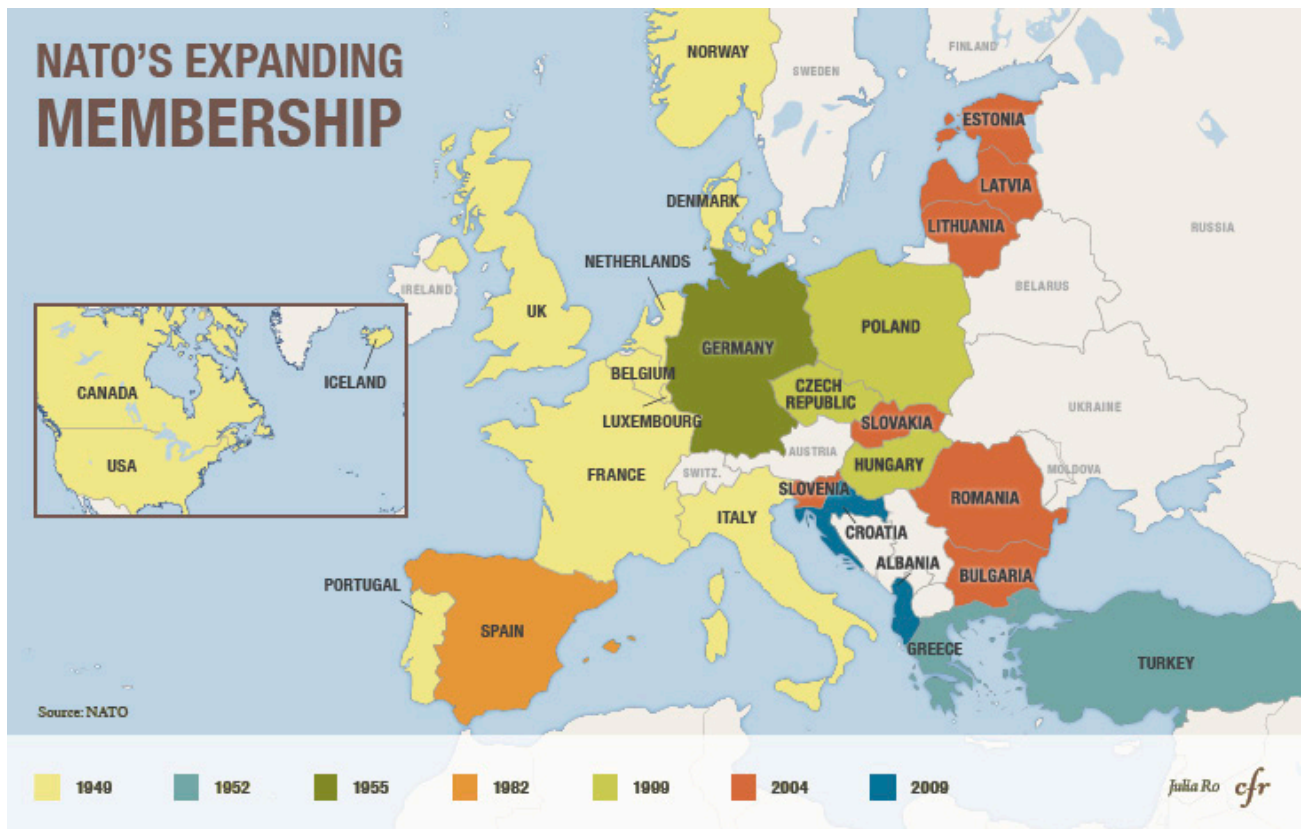 NATO'S EXPANDING
MEMBERSHIP
NORWAY
SWEDEN
FINLAND
ESTONIA
LATVIA
LITHUANIA
RUSSIA
DENMARK
NETHERLANDS
IRELAND
UK
BELARUS
POLAND
GERMANY
BELGIUM
CZECH
REPUBLIC
LUXEMBOURG
SLOVAKIA
UKRAINE
AUSTRIA
HUNGARY
MOLDOVA
FRANCE
SWITZ.
SLOVENIA
ROMANIA
ITALY
CROATIA
ALBANIA
BULGARIA
PORTUGAL
SPAIN
GREECE
TURKEY
CANADA
ICELAND
USA
Source: NATO
1949
1952
1955
1982
1999
2004
2009
Julia Ro cfr